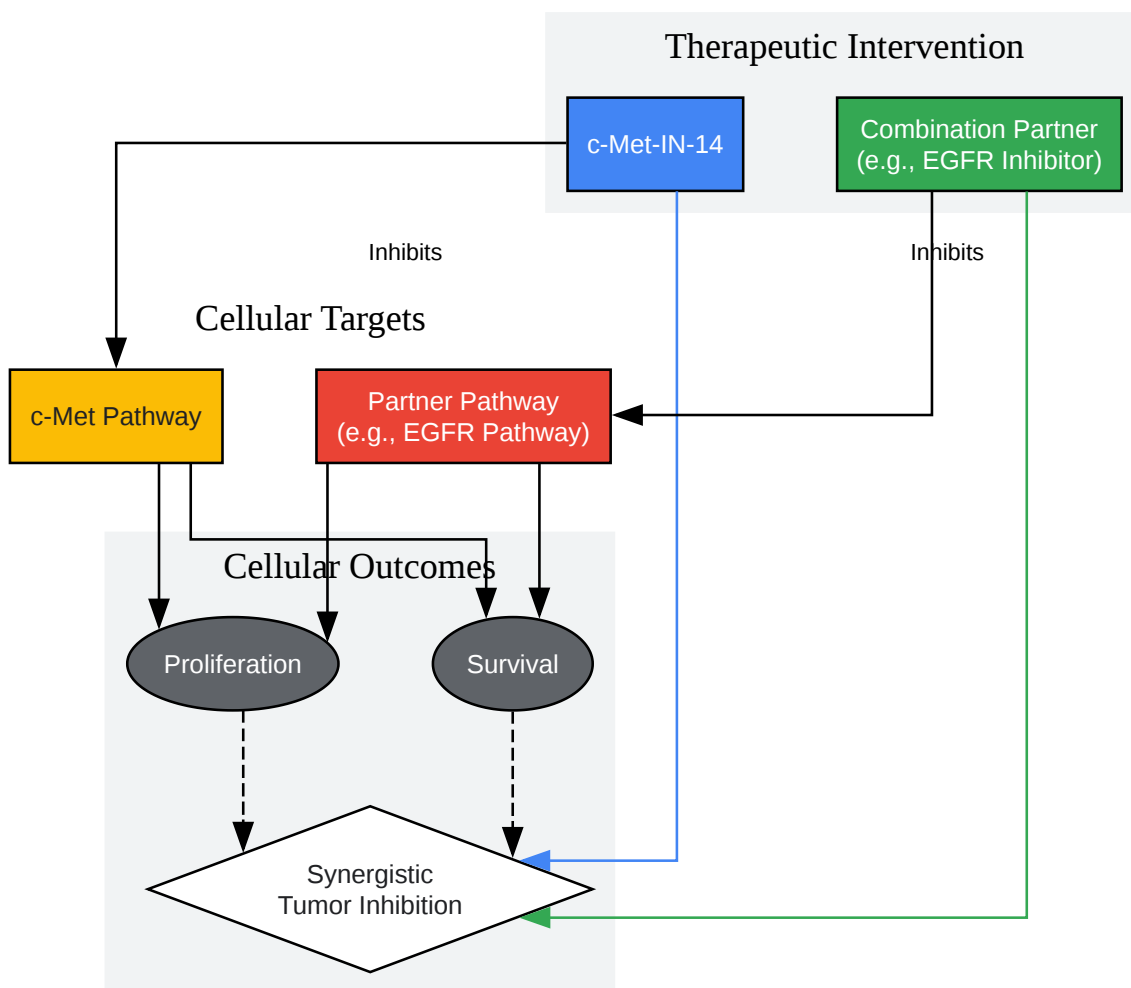 Therapeutic Intervention
c-Met-IN-14
Combination Partner
(e.g., EGFR Inhibitor)
Inhibits
Inhibits
Cellular Targets
c-Met Pathway
Partner Pathway
(e.g., EGFR Pathway)
Cellular Outcomes
Proliferation
Survival
Synergistic
Tumor Inhibition